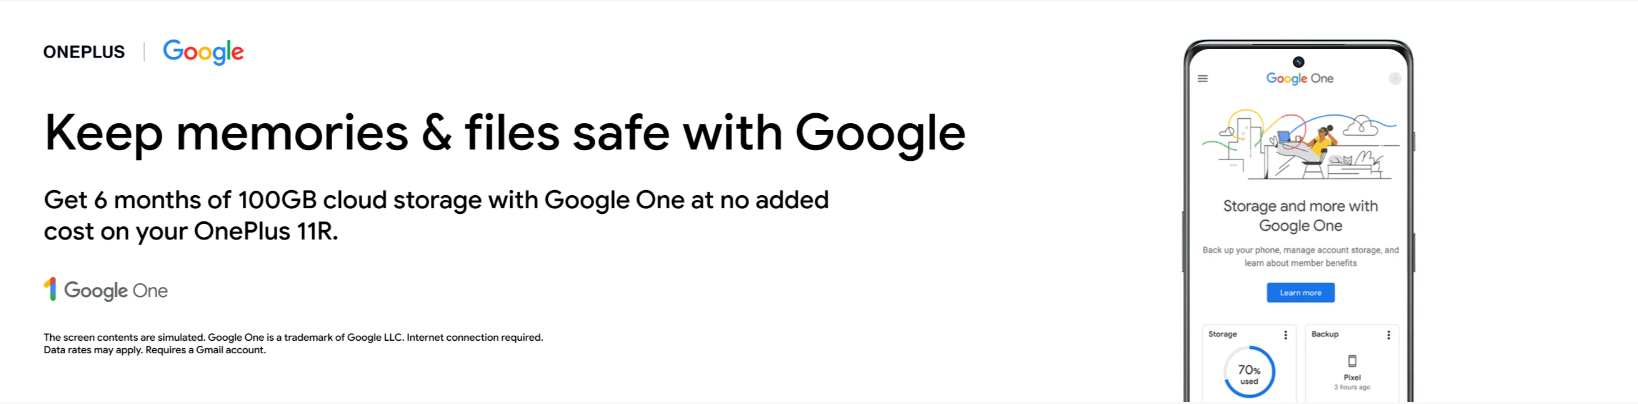 ONEPLUS | Google
Keep memories & files safe with Google
Get 6 months of 100GB cloud storage with Google One at no added
cost on your OnePlus 11R.
Google One
The screen contents are simulated. Google One is a trademark of Google LLC. Internet connection required.
Data rates may apply. Requires a Gmail account.
Google One
Storage and more with
Google One
Back up your phone, manage account storage, and
learn about member benefits
Learn more
Storage
70%
used
Backup
Pixel
3 hours ago